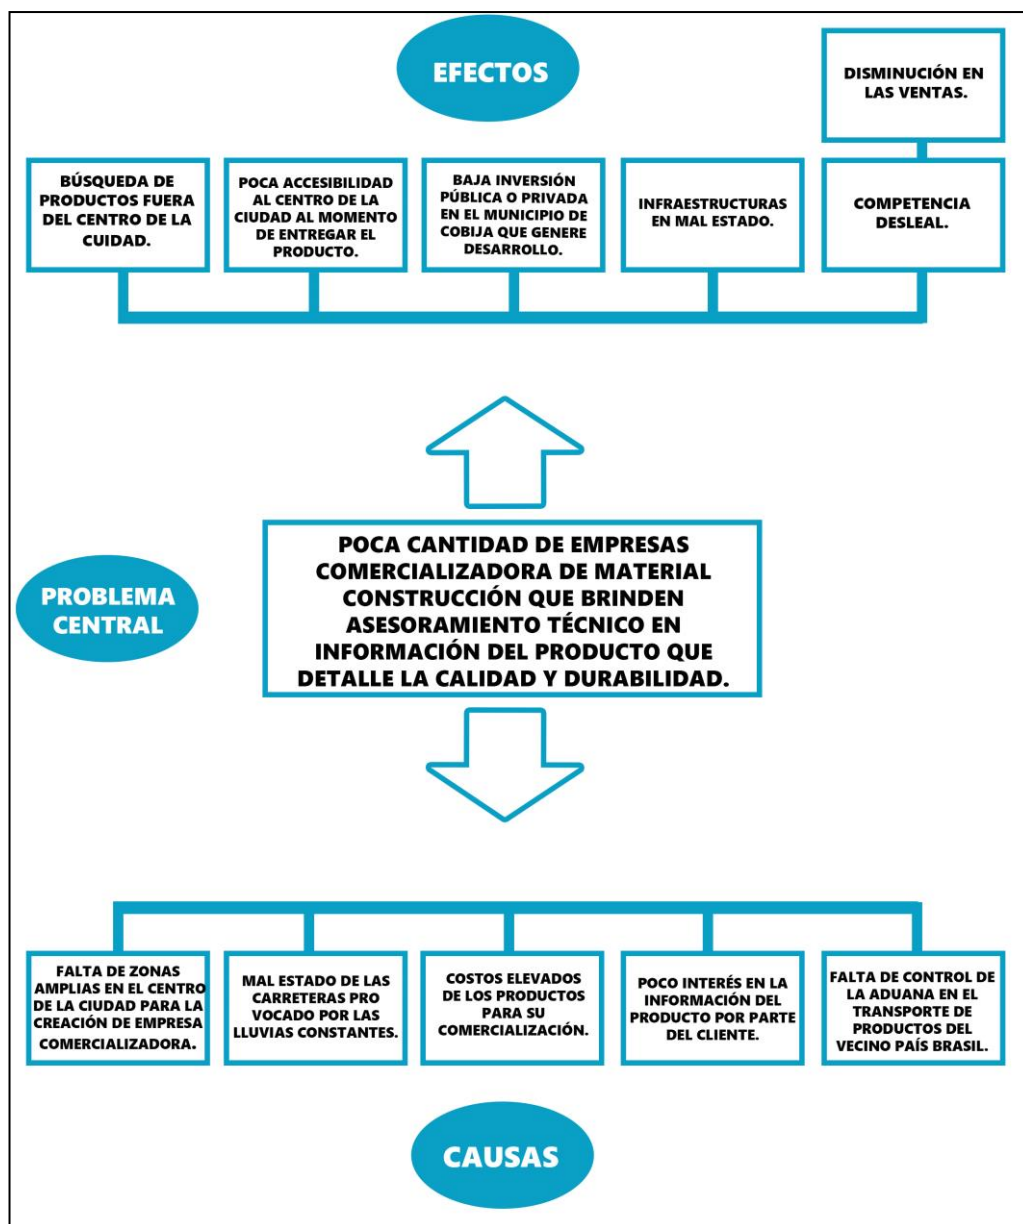 EFECTOS
DISMINUCIÓN EN
LAS VENTAS.
BÚSQUEDA DE
PRODUCTOS FUERA
DEL CENTRO DE LA
CUIDAD.
POCA ACCESIBILIDAD
AL CENTRO DE LA
CIUDAD AL MOMENTO
DE ENTREGAR EL
PRODUCTO.
BAJA INVERSIÓN
PÚBLICA O PRIVADA
EN EL MUNICIPIO DE
COBIJA QUE GENERE
DESARROLLO.
INFRAESTRUCTURAS
EN MAL ESTADO.
COMPETENCIA
DESLEAL.
PROBLEMA
CENTRAL
POCA CANTIDAD DE EMPRESAS
COMERCIALIZADORA DE MATERIAL
CONSTRUCCIÓN QUE BRINDEN
ASESORAMIENTO TÉCNICO EN
INFORMACIÓN DEL PRODUCTO QUE
DETALLE LA CALIDAD Y DURABILIDAD.
FALTA DE ZONAS
AMPLIAS EN EL CENTRO
DE LA CIUDAD PARA LA
CREACIÓN DE EMPRESA
COMERCIALIZADORA.
MAL ESTADO DE LAS
CARRETERAS PRO
VOCADO POR LAS
LLUVIAS CONSTANTES.
COSTOS ELEVADOS
DE LOS PRODUCTOS
PARA SU
COMERCIALIZACIÓN.
POCO INTERÉS EN LA
INFORMACIÓN DEL
PRODUCTO POR PARTE
DEL CLIENTE.
FALTA DE CONTROL DE
LA ADUANA EN EL
TRANSPORTE DE
PRODUCTOS DEL
VECINO PAÍS BRASIL.
CAUSAS